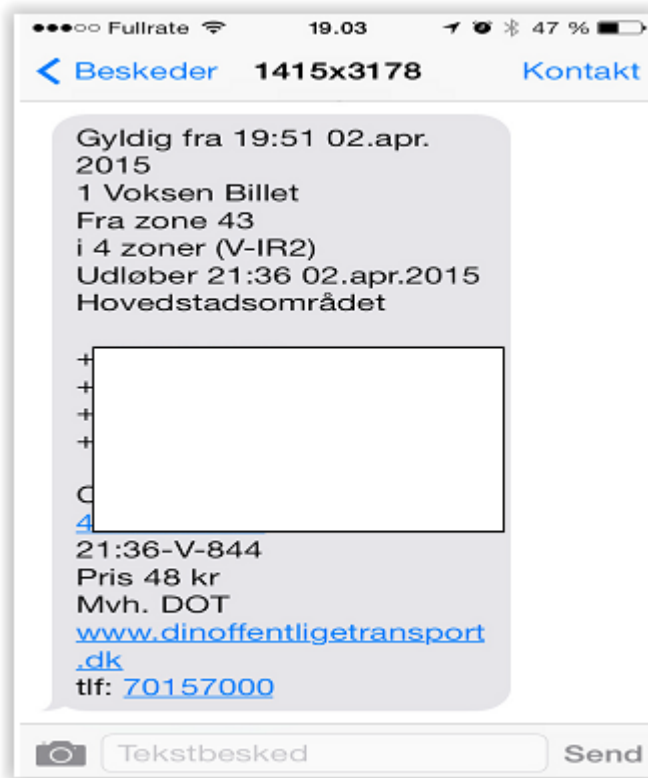 Fullrate 19.03 47 %
Beskeder 1415x3178 Kontakt
Gyldig fra 19:51 02.apr.
2015
1 Voksen Billet
Fra zone 43
i 4 zoner (V-IR2)
Udløber 21:36 02.apr.2015
Hovedstadsområdet
+
+
+
+
4
21:36-V-844
Pris 48 kr
Mvh. DOT
www.dinoffentligetransport
.dk
tlf: 70157000
Tekstbesked Send